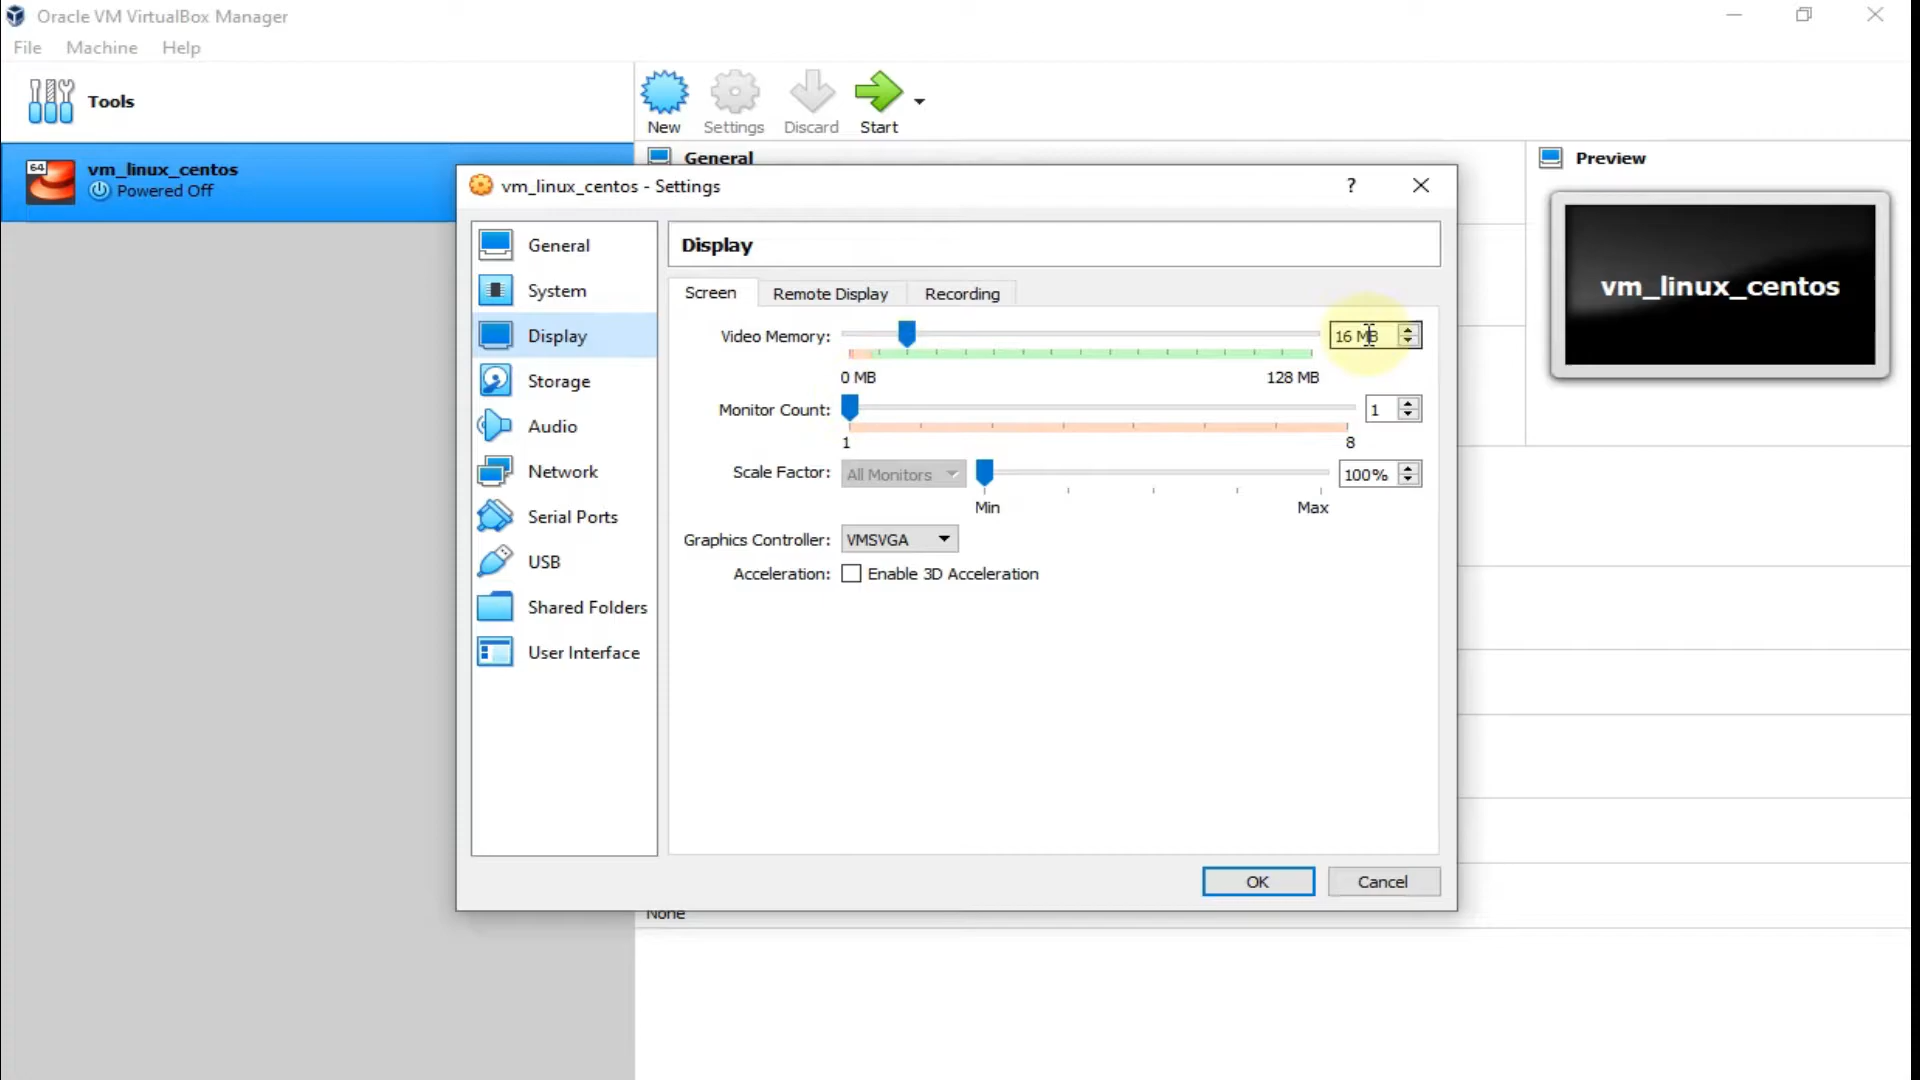 Oracle VM VirtualBox Manager
File Machine Help
Tools
New Settings Discard Start
64
vm_linux_centos
Powered Off
General
Preview
vm_linux_centos
vm_linux_centos - Settings
?
General
System
Display
Storage
Audio
Network
Serial Ports
USB
Shared Folders
User Interface
Display
Screen Remote Display Recording
Video Memory: 16 MB
0 MB 128 MB
Monitor Count: 1
1 8
Scale Factor: All Monitors 100%
Min Max
Graphics Controller: VMSVGA
Acceleration: Enable 3D Acceleration
OK Cancel
None